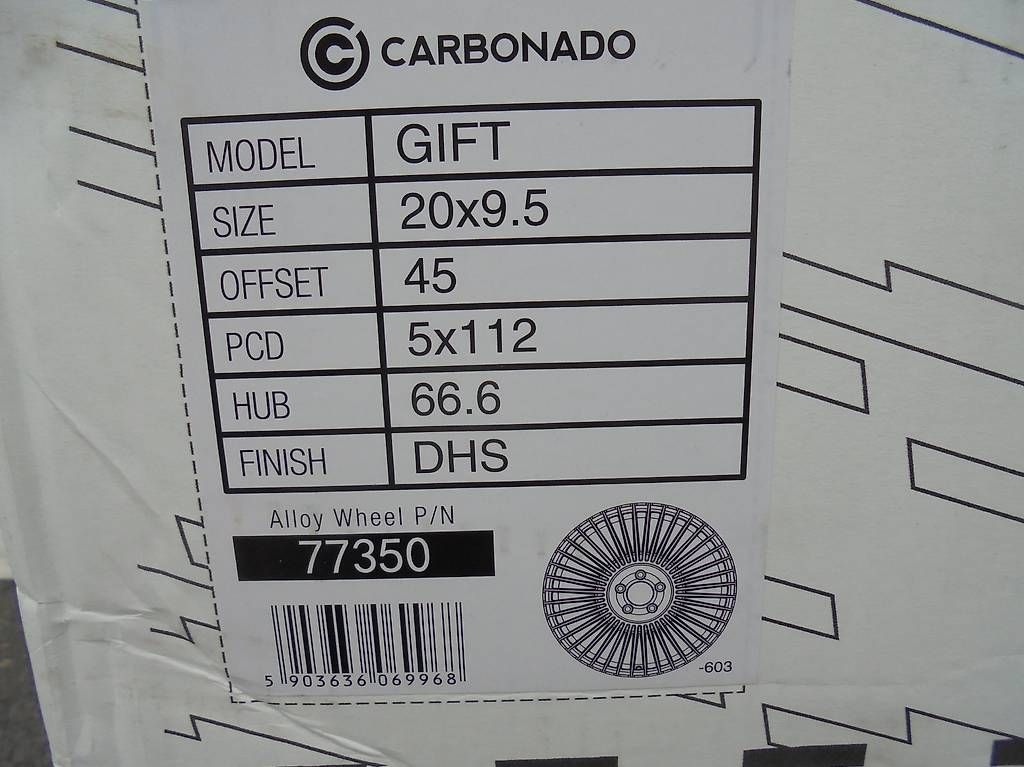 CARBONADO
MODEL GIFT
SIZE 20x9.5
OFFSET 45
PCD 5x112
HUB 66.6
FINISH DHS
Alloy Wheel P/N
77350
5 903636 069968
-603